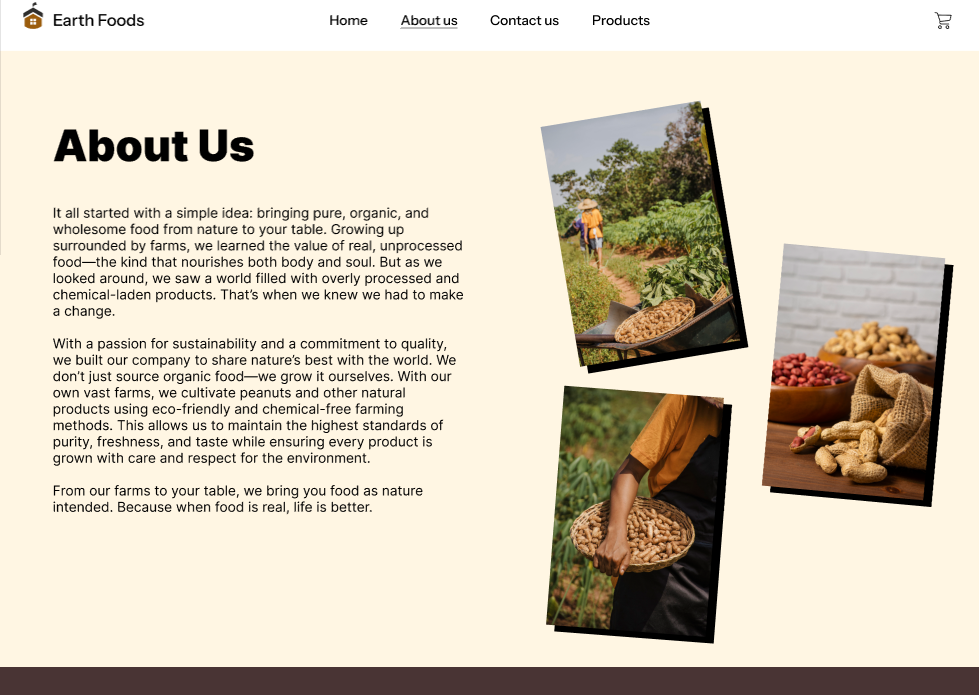 Earth Foods
Home
About us
Contact us
Products
About Us
It all started with a simple idea: bringing pure, organic, and
wholesome food from nature to your table. Growing up
surrounded by farms, we learned the value of real, unprocessed
food—the kind that nourishes both body and soul. But as we
looked around, we saw a world filled with overly processed and
chemical-laden products. That’s when we knew we had to make
a change.
With a passion for sustainability and a commitment to quality,
we built our company to share nature’s best with the world. We
don’t just source organic food—we grow it ourselves. With our
own vast farms, we cultivate peanuts and other natural
products using eco-friendly and chemical-free farming
methods. This allows us to maintain the highest standards of
purity, freshness, and taste while ensuring every product is
grown with care and respect for the environment.
From our farms to your table, we bring you food as nature
intended. Because when food is real, life is better.